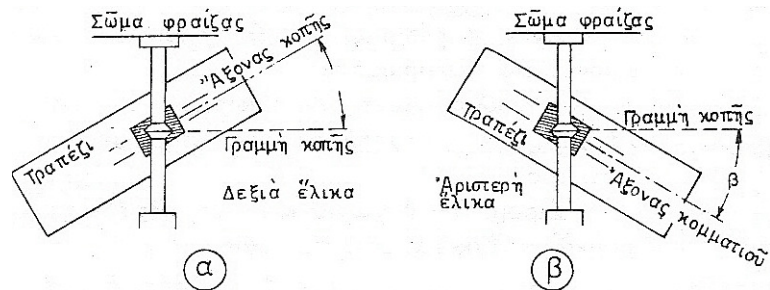 Σῶμα φραίζας
Ἄξονας κοπῆς
Γραμμὴ κοπῆς
Τραπέζι
Δεξιὰ ἕλικα
α
Σῶμα φραίζας
Γραμμὴ κοπῆς
Τραπέζι
β
Ἀριστερὴ
ἕλικα
Ἄξονας κομματιοῦ
β